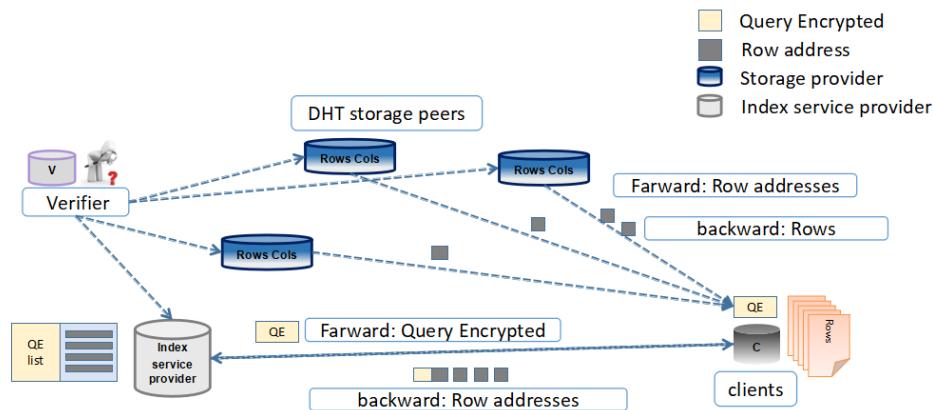 Query Encrypted
Row address
Storage provider
Index service provider
DHT storage peers
Rows Cols
Rows Cols
V
?
Verifier
Farward: Row addresses
backward: Rows
Rows Cols
QE
QE
list
Index
service
provider
QE
Farward: Query Encrypted
C
Rows
clients
backward: Row addresses